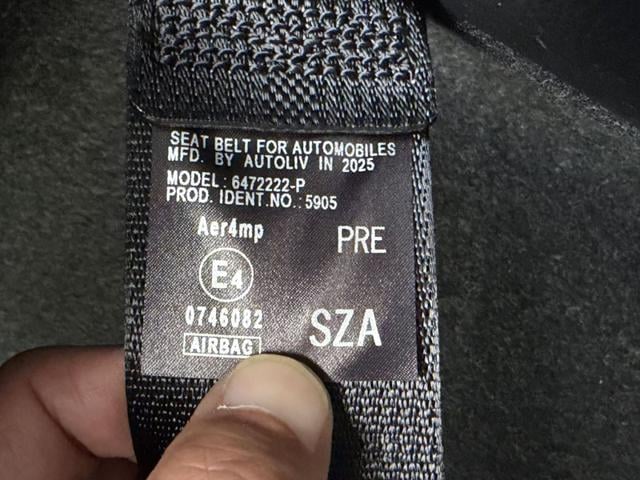 SEAT BELT FOR AUTOMOBILES
MFD. BY AUTOLIV IN 2025
MODEL: 6472222-P
PROD. IDENT.NO.:5905
Aer4mp
PRE
E4
0746082
SZA
AIRBAG